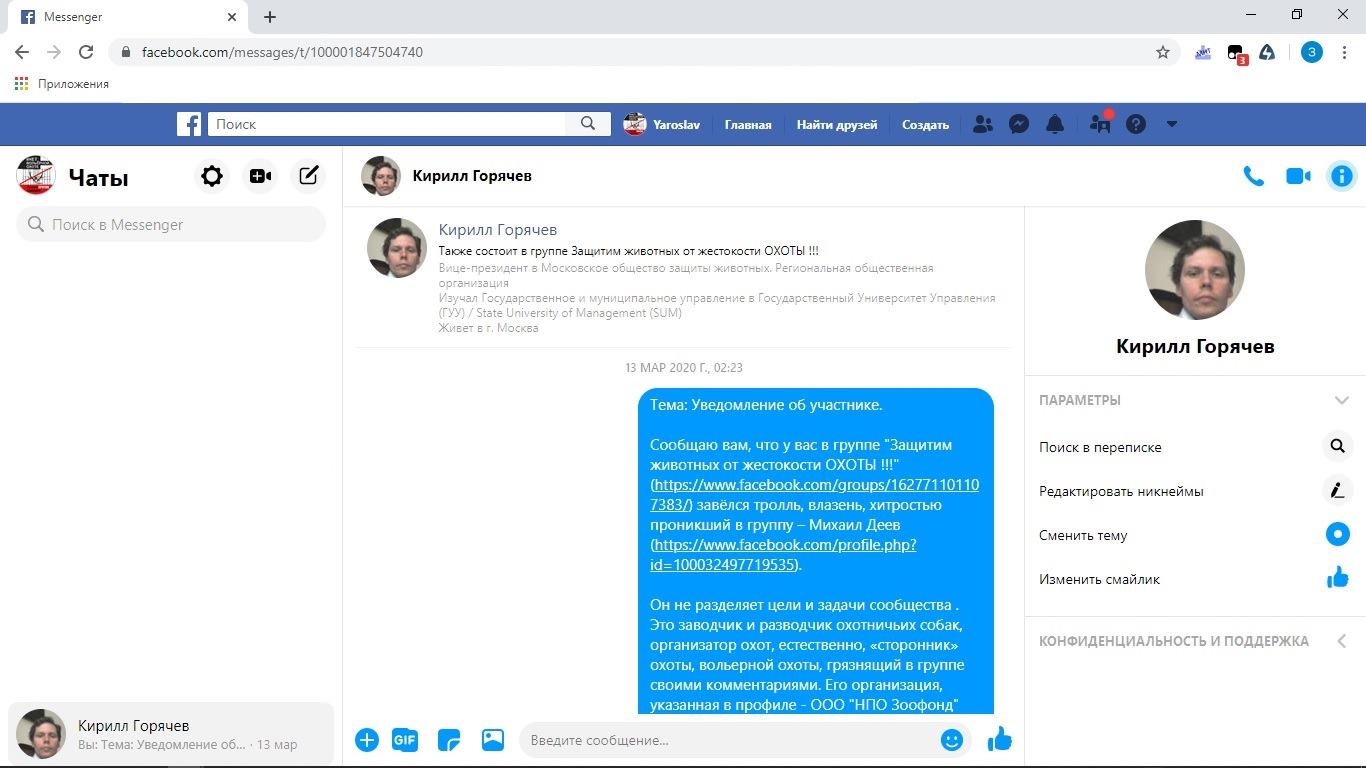 Messenger
facebook.com/messages/t/100001847504740
3
З
Приложения
Поиск
Yaroslav
Главная
Найти друзей
Создать
Чаты
Поиск в Messenger
Кирилл Горячев
Кирилл Горячев
Также состоит в группе Защитим животных от жестокости ОХОТЫ !!!
Вице-президент в Московское общество защиты животных. Региональная общественная
организация
Изучал Государственное и муниципальное управление в Государственный Университет Управления
(ГУУ) / State University of Management (SUM)
Живет в г. Москва
13 МАР 2020 Г., 02:23
Тема: Уведомление об участнике.
Сообщаю вам, что у вас в группе "Защитим
животных от жестокости ОХОТЫ !!!"
(https://www.facebook.com/groups/16277110110
7383/) завёлся тролль, влазень, хитростью
проникший в группу – Михаил Деев
(https://www.facebook.com/profile.php?
id=100032497719535).
Он не разделяет цели и задачи сообщества .
Это заводчик и разводчик охотничьих собак,
организатор охот, естественно, «сторонник»
охоты, вольерной охоты, грязнящий в группе
своими комментариями. Его организация,
указанная в профиле - ООО "НПО Зоофонд"
GIF
Введите сообщение...
Кирилл Горячев
Вы: Тема: Уведомление об... · 13 мар
Кирилл Горячев
ПАРАМЕТРЫ
Поиск в переписке
Редактировать никнеймы
Сменить тему
Изменить смайлик
КОНФИДЕНЦИАЛЬНОСТЬ И ПОДДЕРЖКА